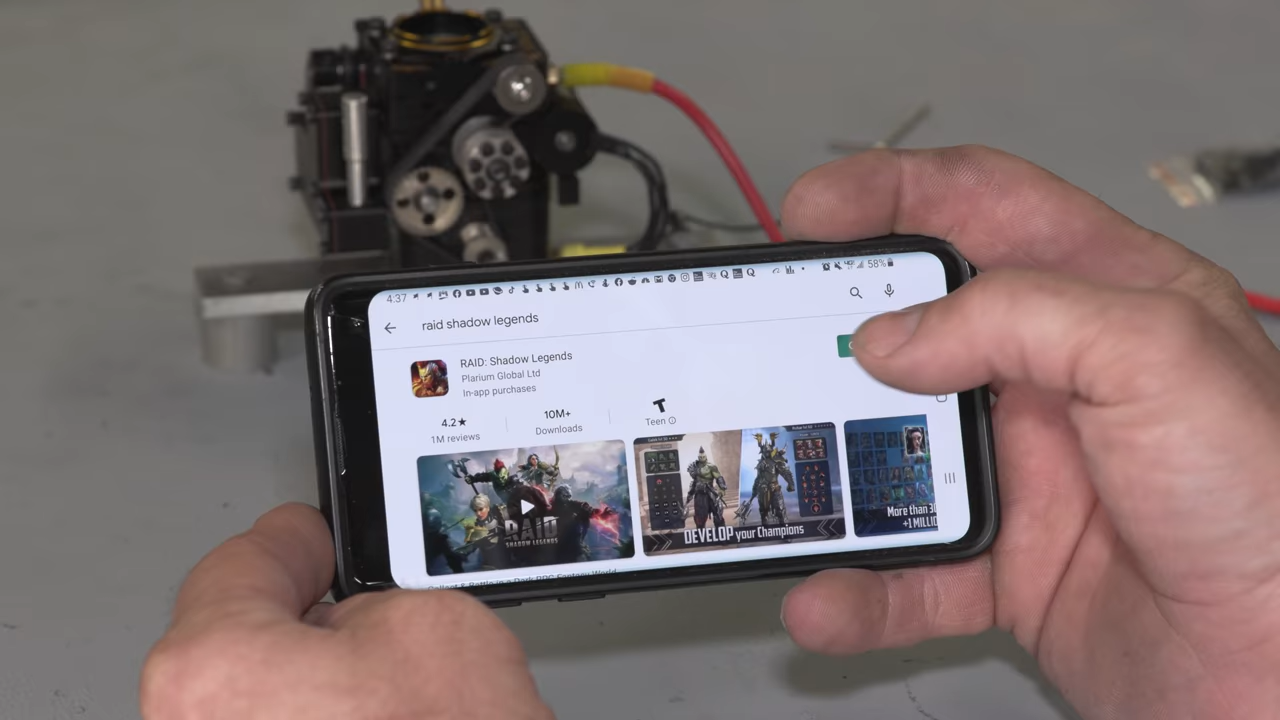 4:37
58%
raid shadow legends
RAID: Shadow Legends
Plarium Global Ltd
In-app purchases
4.2★
1M reviews
10M+
Downloads
T
Teen
RAID
SHADOW LEGENDS
DEVELOP your Champions
More than
+1 MILLI